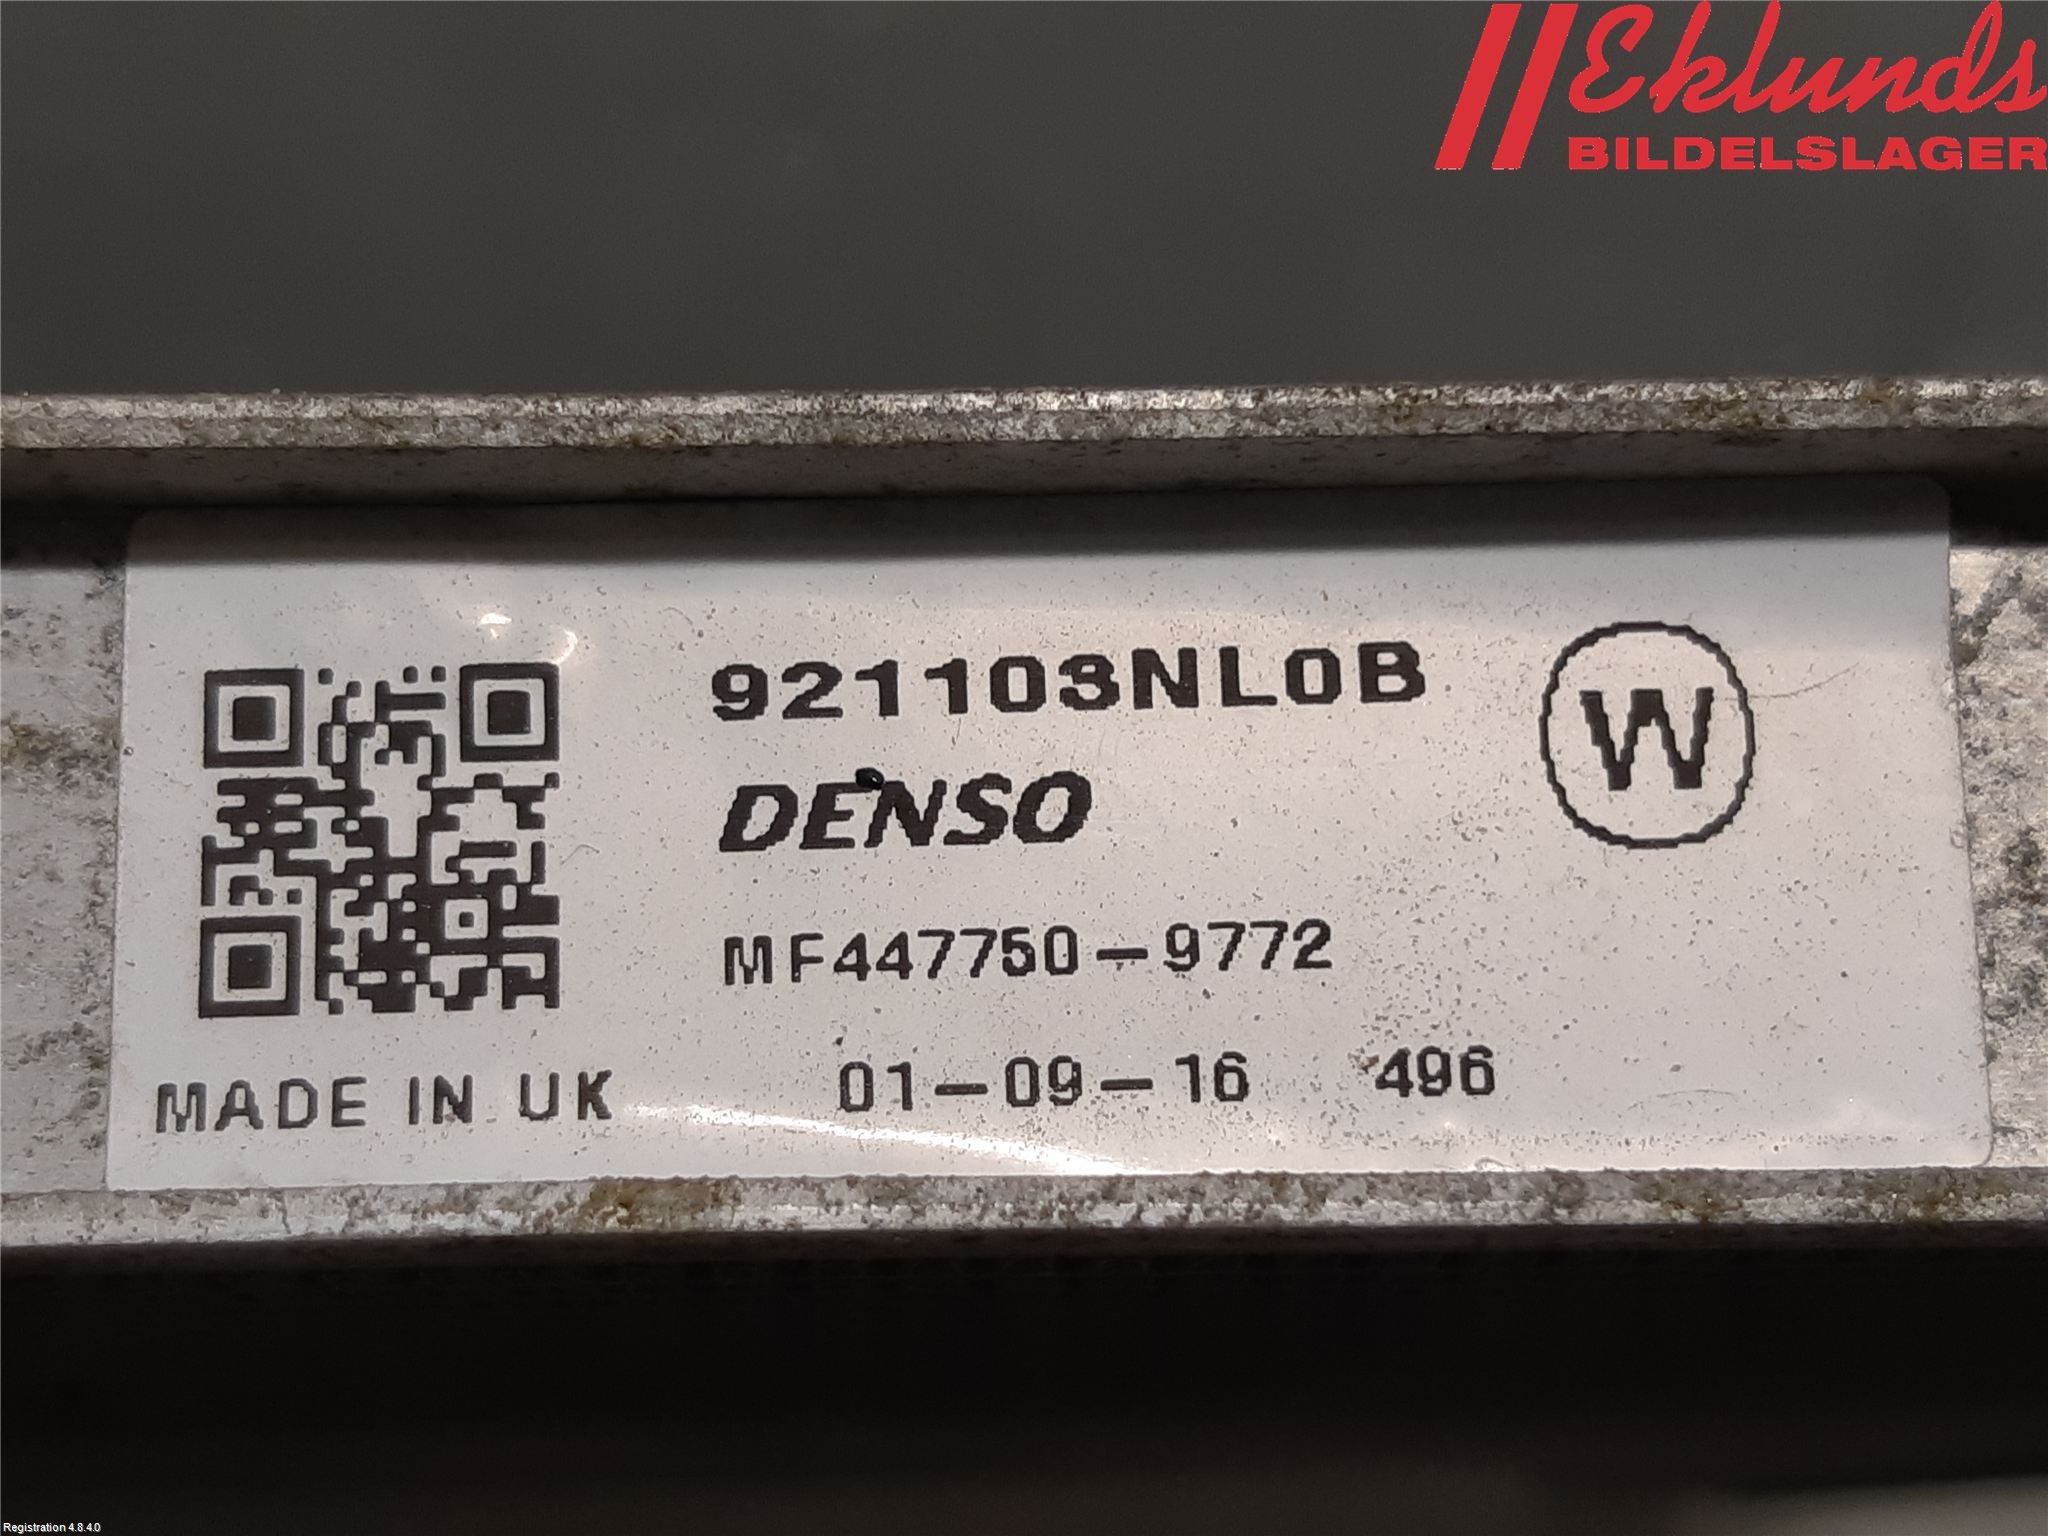 Eklunds
BILDELSLAGER
921103NL0B
W
DENSO
MF447750-9772
01-09-16 496
MADE IN UK
Registration 4.8.4.0